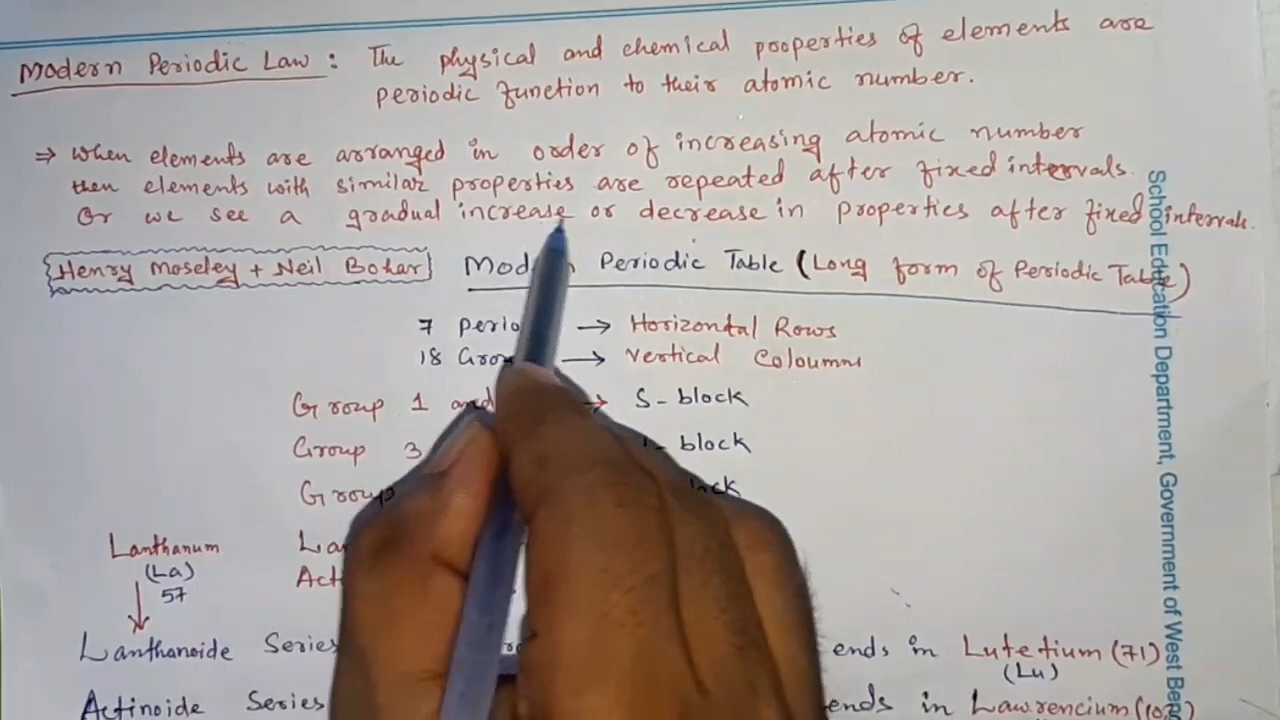 Modern Periodic Law : The physical and chemical properties of elements are
periodic function to their atomic number.
⇒ When elements are arranged in order of increasing atomic number
then elements with similar properties are repeated after fixed intervals.
Or we see a gradual increase or decrease in properties after fixed intervals.
Henry Moseley + Neil Bohar Periodic Table (Long form of Periodic Table)
7 → Horizontal Rows
18 → Vertical Coloumns
Group 1 and → S-block
Group 3 block
Group
Lanthanum
(La)
57
Lanthanoide Series ends in Lutetium (71)
(Lu)
Actinoide Series ends in Lawrencium
School Education Department, Government of West